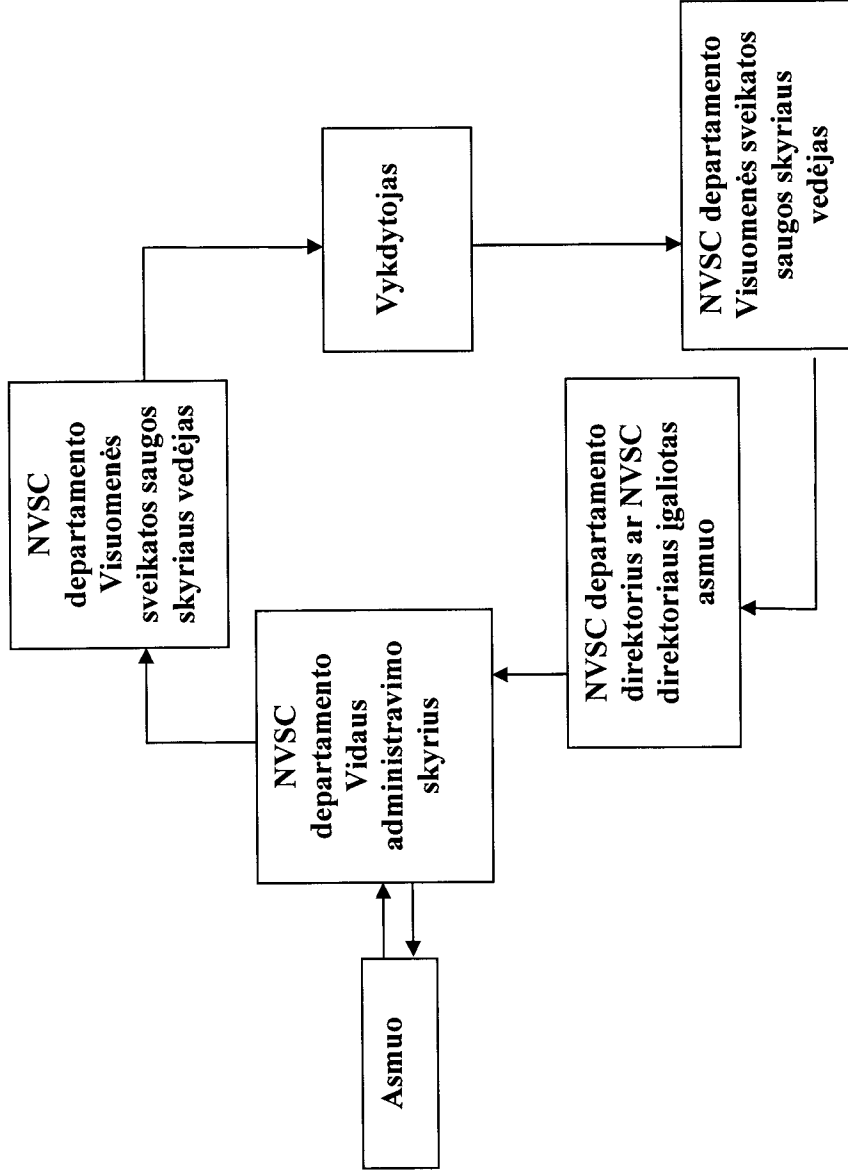 Asmuo
NVSC
departamento
Vidaus
administravimo
skyrius
NVSC
departamento
Visuomenės
sveikatos saugos
skyriaus vedėjas
Vykdytojas
NVSC departamento
Visuomenės sveikatos
saugos skyriaus
vedėjas
NVSC departamento
direktorius ar NVSC
direktoriaus įgaliotas
asmuo